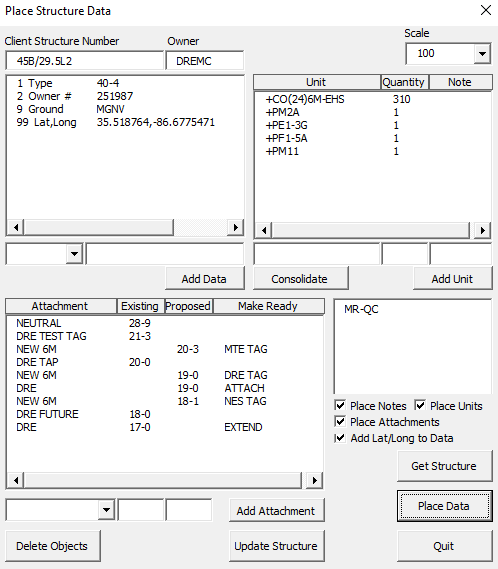 Place Structure Data
Scale
Client Structure Number Owner
100
45B/29.5L2 DREMC
1 Type 40-4
2 Owner # 251987
9 Ground MGNV
99 Lat,Long 35.518764,-86.6775471
Unit Quantity Note
+CO(24)6M-EHS 310
+PM2A 1
+PE1-3G 1
+PF1-5A 1
+PM11 1
Add Data Consolidate Add Unit
Attachment Existing Proposed Make Ready
NEUTRAL 28-9
DRE TEST TAG 21-3
NEW 6M 20-3 MTE TAG
DRE TAP 20-0
NEW 6M 19-0 DRE TAG
DRE 19-0 ATTACH
NEW 6M 18-1 NES TAG
DRE FUTURE 18-0
DRE 17-0 EXTEND
MR-QC
Place Notes Place Units
Place Attachments
Add Lat/Long to Data
Get Structure
Add Attachment Place Data
Delete Objects Update Structure Quit